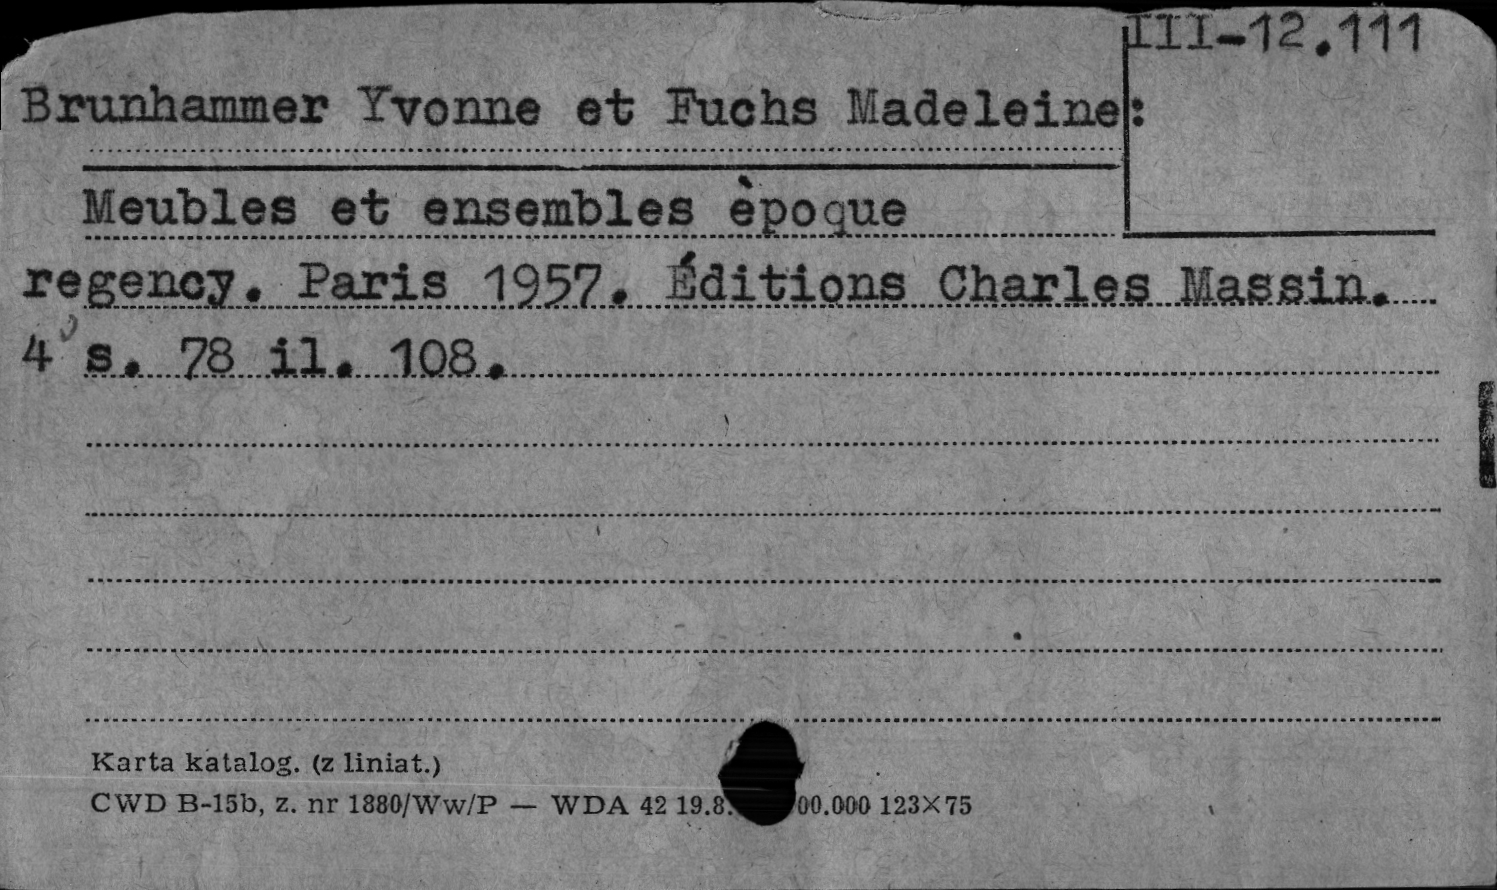 III-12.111
Brunhammer Yvonne et Fuchs Madeleine:
Meubles et ensembles èpoque
regency. Paris 1957. Éditions Charles Massin.
4° s. 78 il. 108.
Karta katalog. (z liniat.)
CWD B-15b, z. nr 1880/Ww/P — WDA 42 19.8. 00.000 123×75